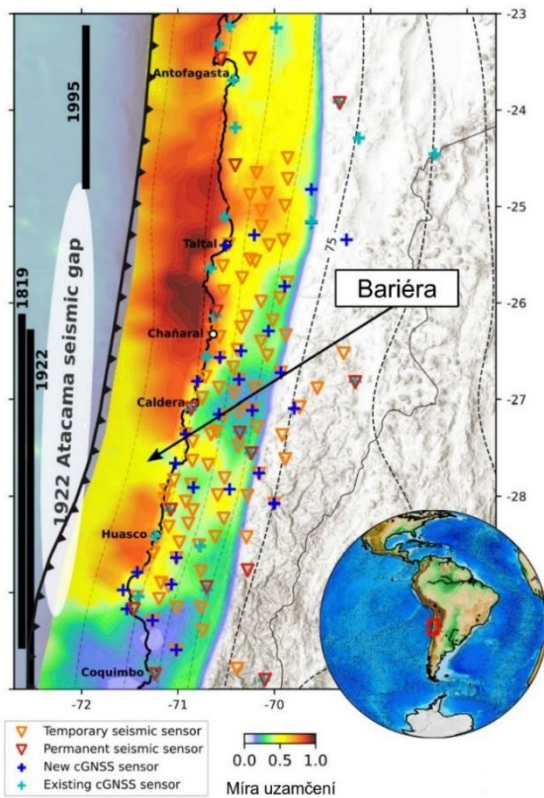 -23
Antofagasta
-24
1995
-25
Taltal
75
Bariéra
-26
Chañaral
1922 Atacama seismic gap
1819
1922
Caldera
-27
-28
Huasco
Coquimbo
-72
-71
-70
Temporary seismic sensor
Permanent seismic sensor
New cGNSS sensor
Existing cGNSS sensor
0.0 0.5 1.0
Míra uzamčení